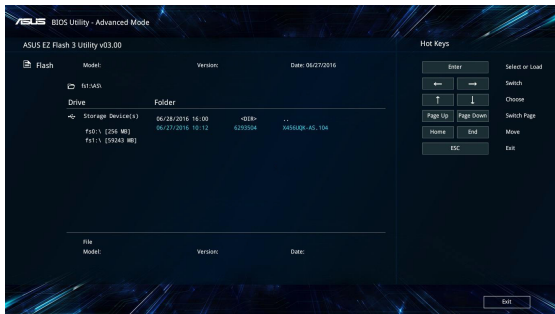 ASUS BIOS Utility - Advanced Mode
ASUS EZ Flash 3 Utility v03.00
Hot Keys
Flash
Model: Version: Date: 06/27/2016
fs1:\AS\
Drive Folder
Storage Device(s)
fs0:\ [256 MB]
fs1:\ [59243 MB]
06/28/2016 16:00 <DIR> ..
06/27/2016 10:12 6293504 X456UQK-AS.104
Enter Select or Load
← → Switch
↑ ↓ Choose
Page Up Page Down Switch Page
Home End Move
ESC Exit
File
Model: Version: Date:
Exit